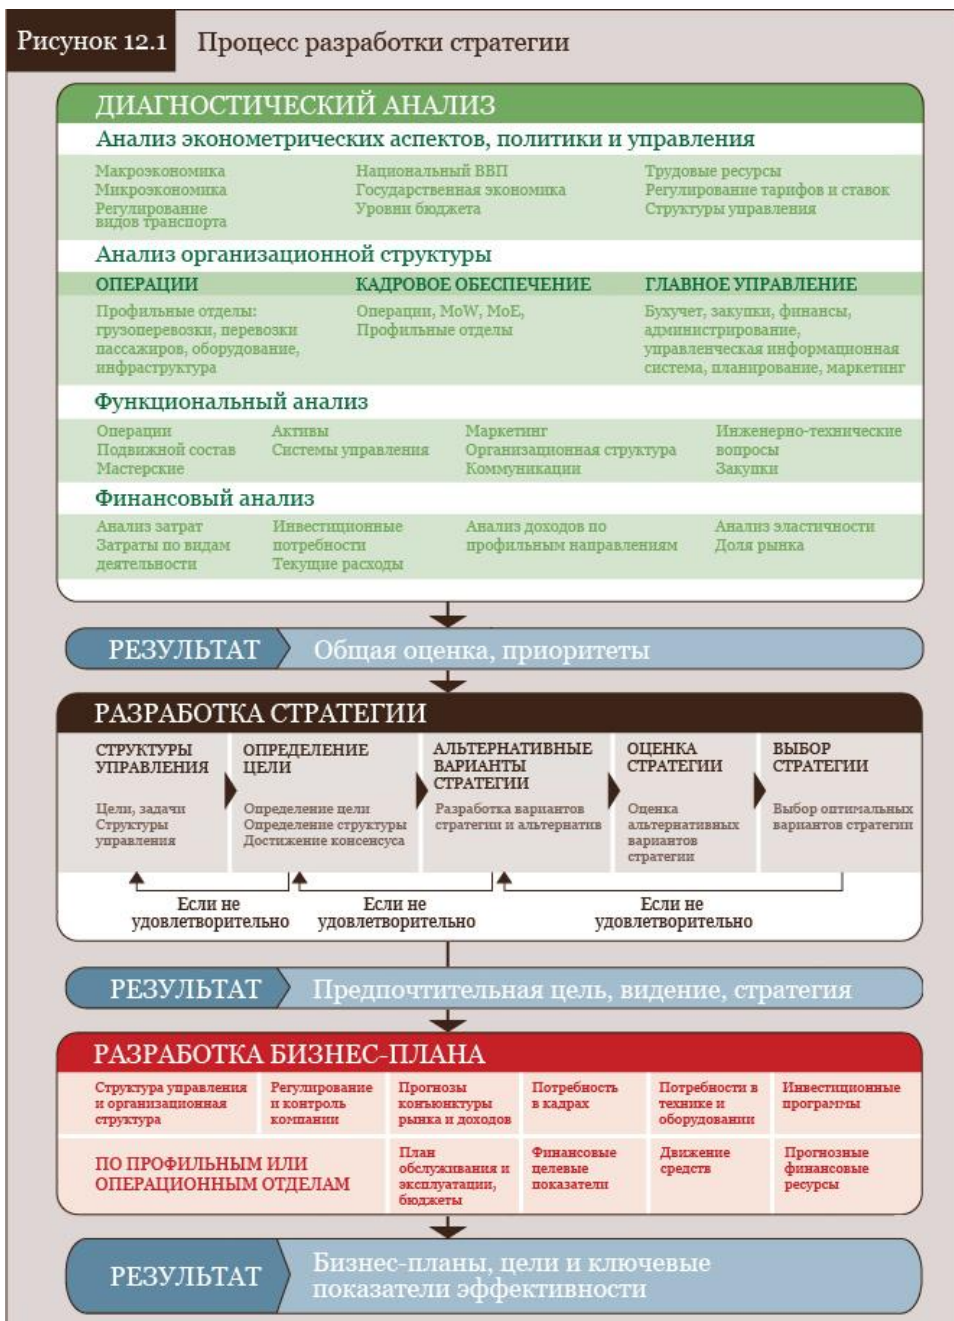 Рисунок 12.1
Процесс разработки стратегии
ДИАГНОСТИЧЕСКИЙ АНАЛИЗ
Анализ эконометрических аспектов, политики и управления
Макроэкономика
Микроэкономика
Регулирование
видов транспорта
Национальный ВВП
Государственная экономика
Уровни бюджета
Трудовые ресурсы
Регулирование тарифов и ставок
Структуры управления
Анализ организационной структуры
ОПЕРАЦИИ
Профильные отделы:
грузоперевозки, перевозки
пассажиров, оборудование,
инфраструктура
КАДРОВОЕ ОБЕСПЕЧЕНИЕ
Операции, MoW, MoE,
Профильные отделы
ГЛАВНОЕ УПРАВЛЕНИЕ
Бухучет, закупки, финансы,
администрирование,
управленческая информационная
система, планирование, маркетинг
Функциональный анализ
Операции
Подвижной состав
Мастерские
Активы
Системы управления
Маркетинг
Организационная структура
Коммуникации
Инженерно-технические
вопросы
Закупки
Финансовый анализ
Анализ затрат
Затраты по видам
деятельности
Инвестиционные
потребности
Текущие расходы
Анализ доходов по
профильным направлениям
Анализ эластичности
Доля рынка
РЕЗУЛЬТАТ
Общая оценка, приоритеты
РАЗРАБОТКА СТРАТЕГИИ
СТРУКТУРЫ
УПРАВЛЕНИЯ
Цели, задачи
Структуры
управления
ОПРЕДЕЛЕНИЕ
ЦЕЛИ
Определение цели
Определение структуры
Достижение консенсуса
АЛЬТЕРНАТИВНЫЕ
ВАРИАНТЫ
СТРАТЕГИИ
Разработка вариантов
стратегии и альтернатив
ОЦЕНКА
СТРАТЕГИИ
Оценка
альтернативных
вариантов
стратегии
ВЫБОР
СТРАТЕГИИ
Выбор оптимальных
вариантов стратегии
Если не
удовлетворительно
Если не
удовлетворительно
Если не
удовлетворительно
РЕЗУЛЬТАТ
Предпочтительная цель, видение, стратегия
РАЗРАБОТКА БИЗНЕС-ПЛАНА
Структура управления
и организационная
структура
Регулирование
и контроль
компании
Прогнозы
конъюнктуры
рынка и доходов
Потребность
в кадрах
Потребности в
технике и
оборудовании
Инвестиционные
программы
ПО ПРОФИЛЬНЫМ ИЛИ
ОПЕРАЦИОННЫМ ОТДЕЛАМ
План
обслуживания и
эксплуатации,
бюджеты
Финансовые
целевые
показатели
Движение
средств
Прогнозные
финансовые
ресурсы
РЕЗУЛЬТАТ
Бизнес-планы, цели и ключевые
показатели эффективности